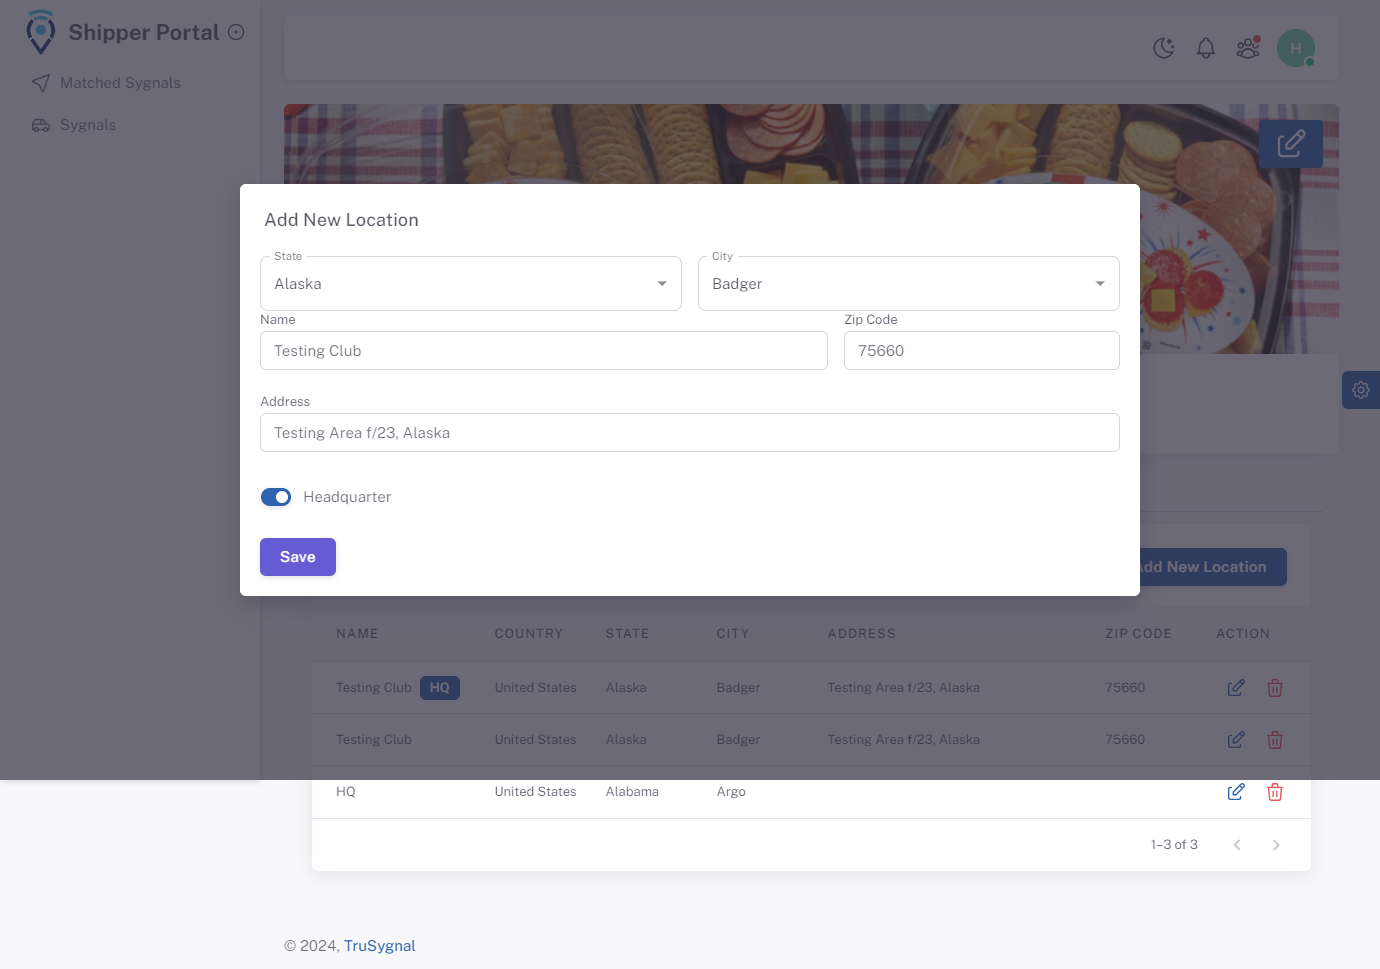 Shipper Portal
Matched Sygnals
Sygnals
H
Add New Location
State
Alaska
City
Badger
Name
Zip Code
Testing Club
75660
Address
Testing Area f/23, Alaska
Headquarter
Save
Add New Location
NAME COUNTRY STATE CITY ADDRESS ZIP CODE ACTION
Testing Club HQ United States Alaska Badger Testing Area f/23, Alaska 75660
Testing Club United States Alaska Badger Testing Area f/23, Alaska 75660
HQ United States Alabama Argo
1–3 of 3
© 2024, TruSygnal